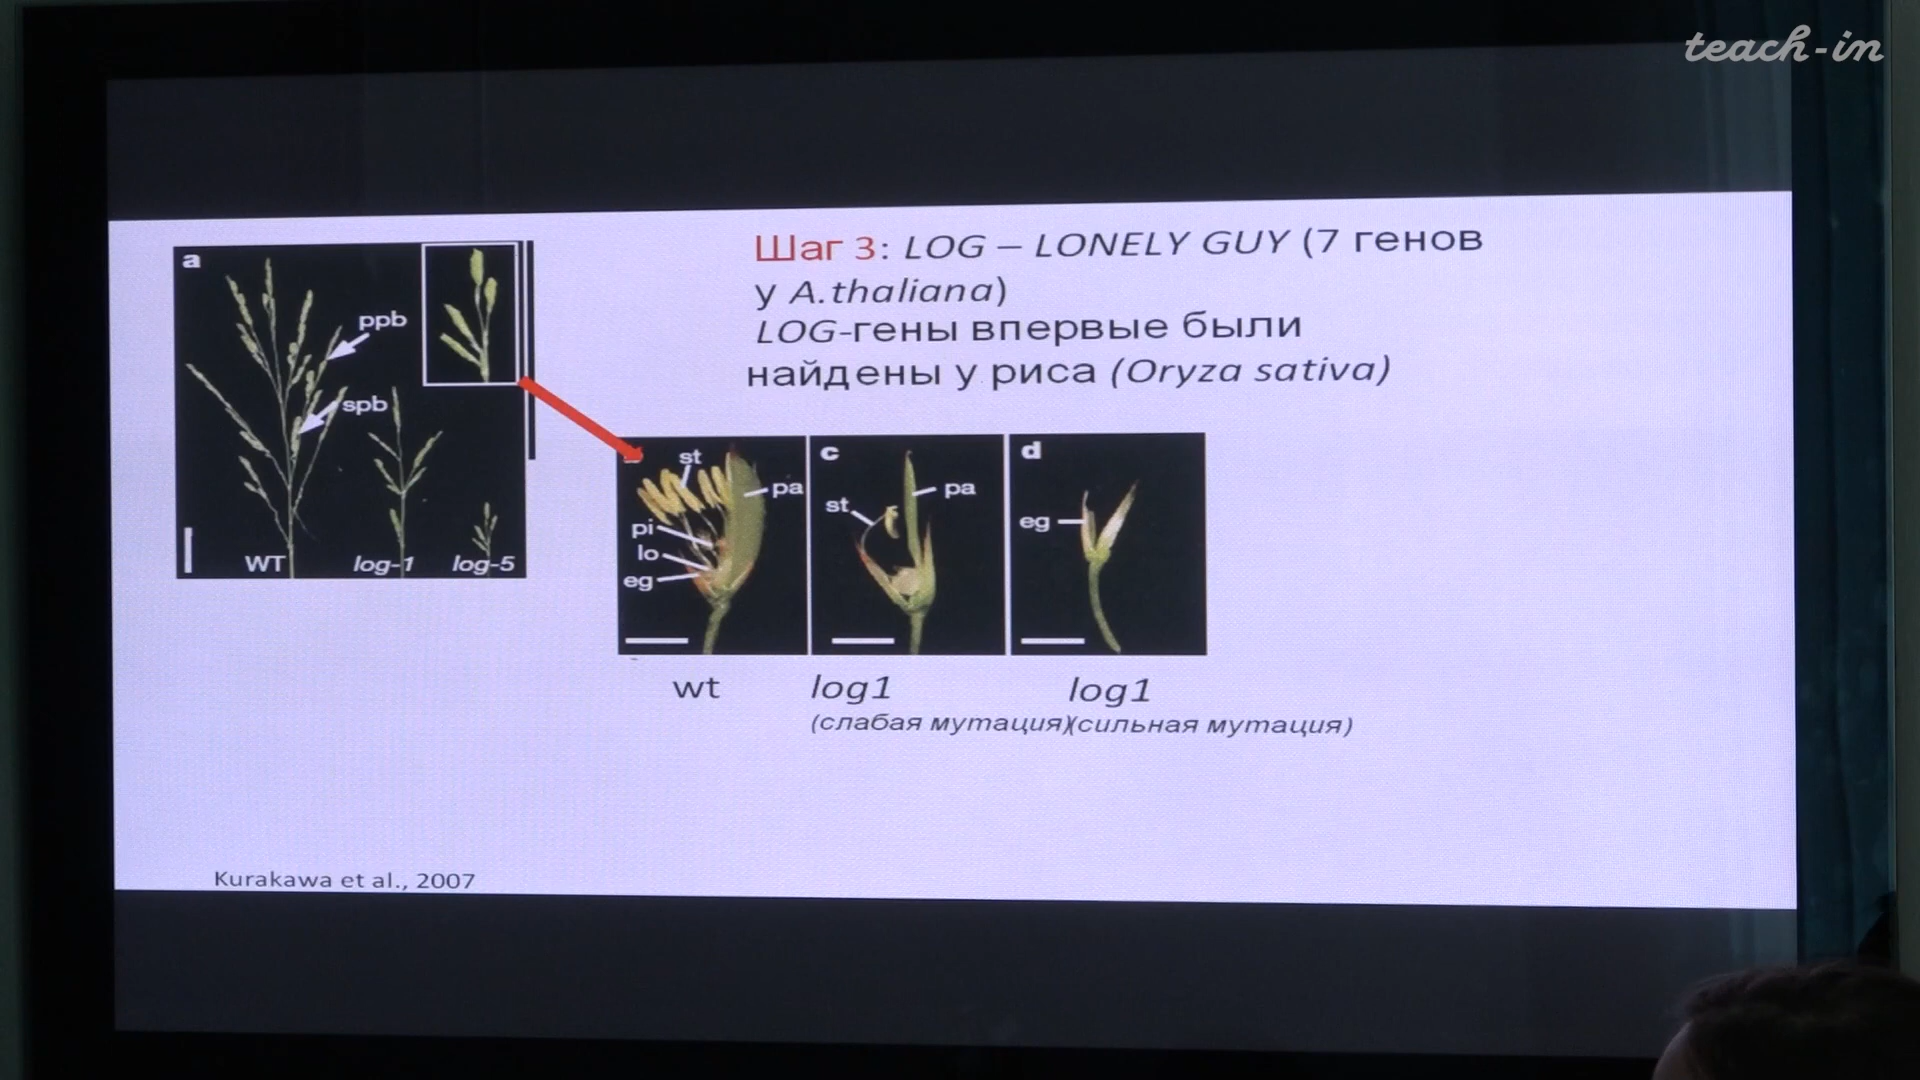 teach-in
Шаг 3: LOG – LONELY GUY (7 генов
у A.thaliana)
LOG-гены впервые были
найдены у риса (Oryza sativa)
a
ppb
spb
WT log-1 log-5
st
pa
pi
lo
eg
c
st
pa
d
eg
wt log1 log1
(слабая мутация)(сильная мутация)
Kurakawa et al., 2007